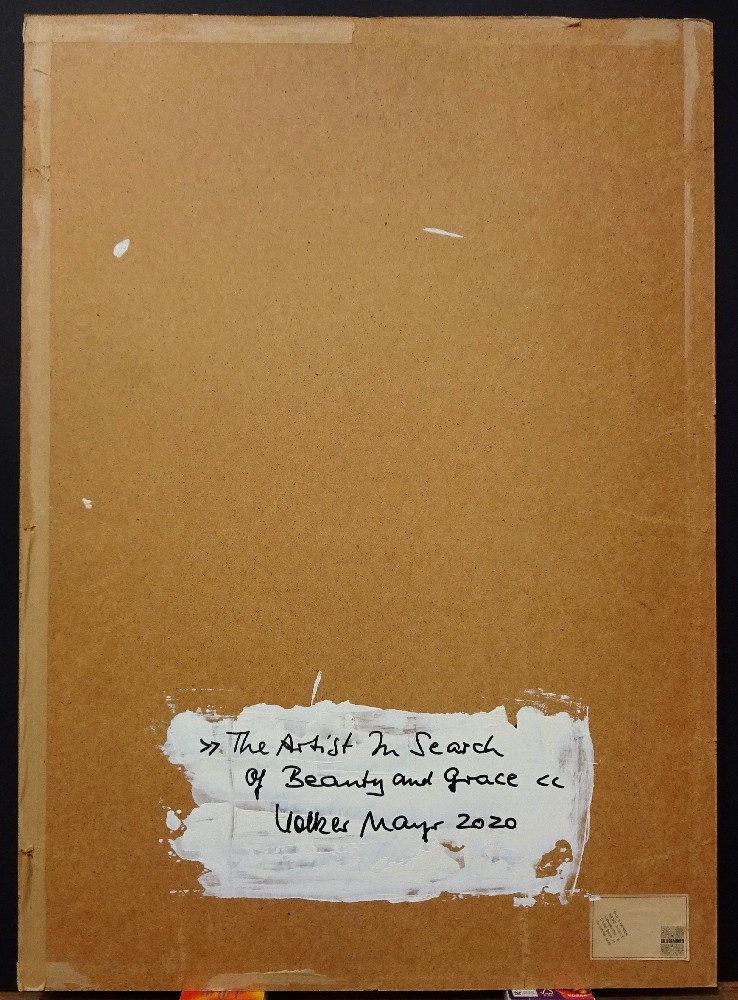 >> The Artist In Search
Of Beauty and Grace <<
Volker Mayr 2020